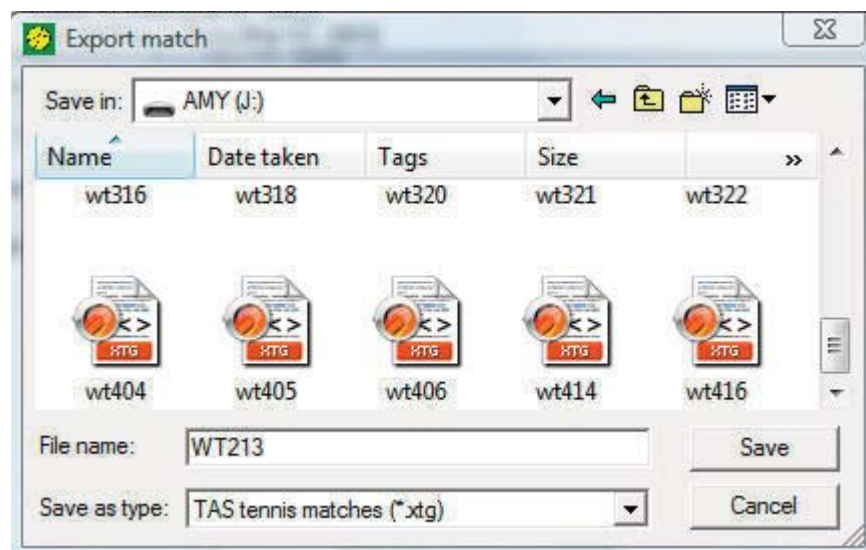 Export match
Save in: AMY (J:)
Name Date taken Tags Size »
wt316 wt318 wt320 wt321 wt322
<> <> <> <> <>
XTG XTG XTG XTG XTG
wt404 wt405 wt406 wt414 wt416
File name: WT213 Save
Save as type: TAS tennis matches (*.xtg) Cancel